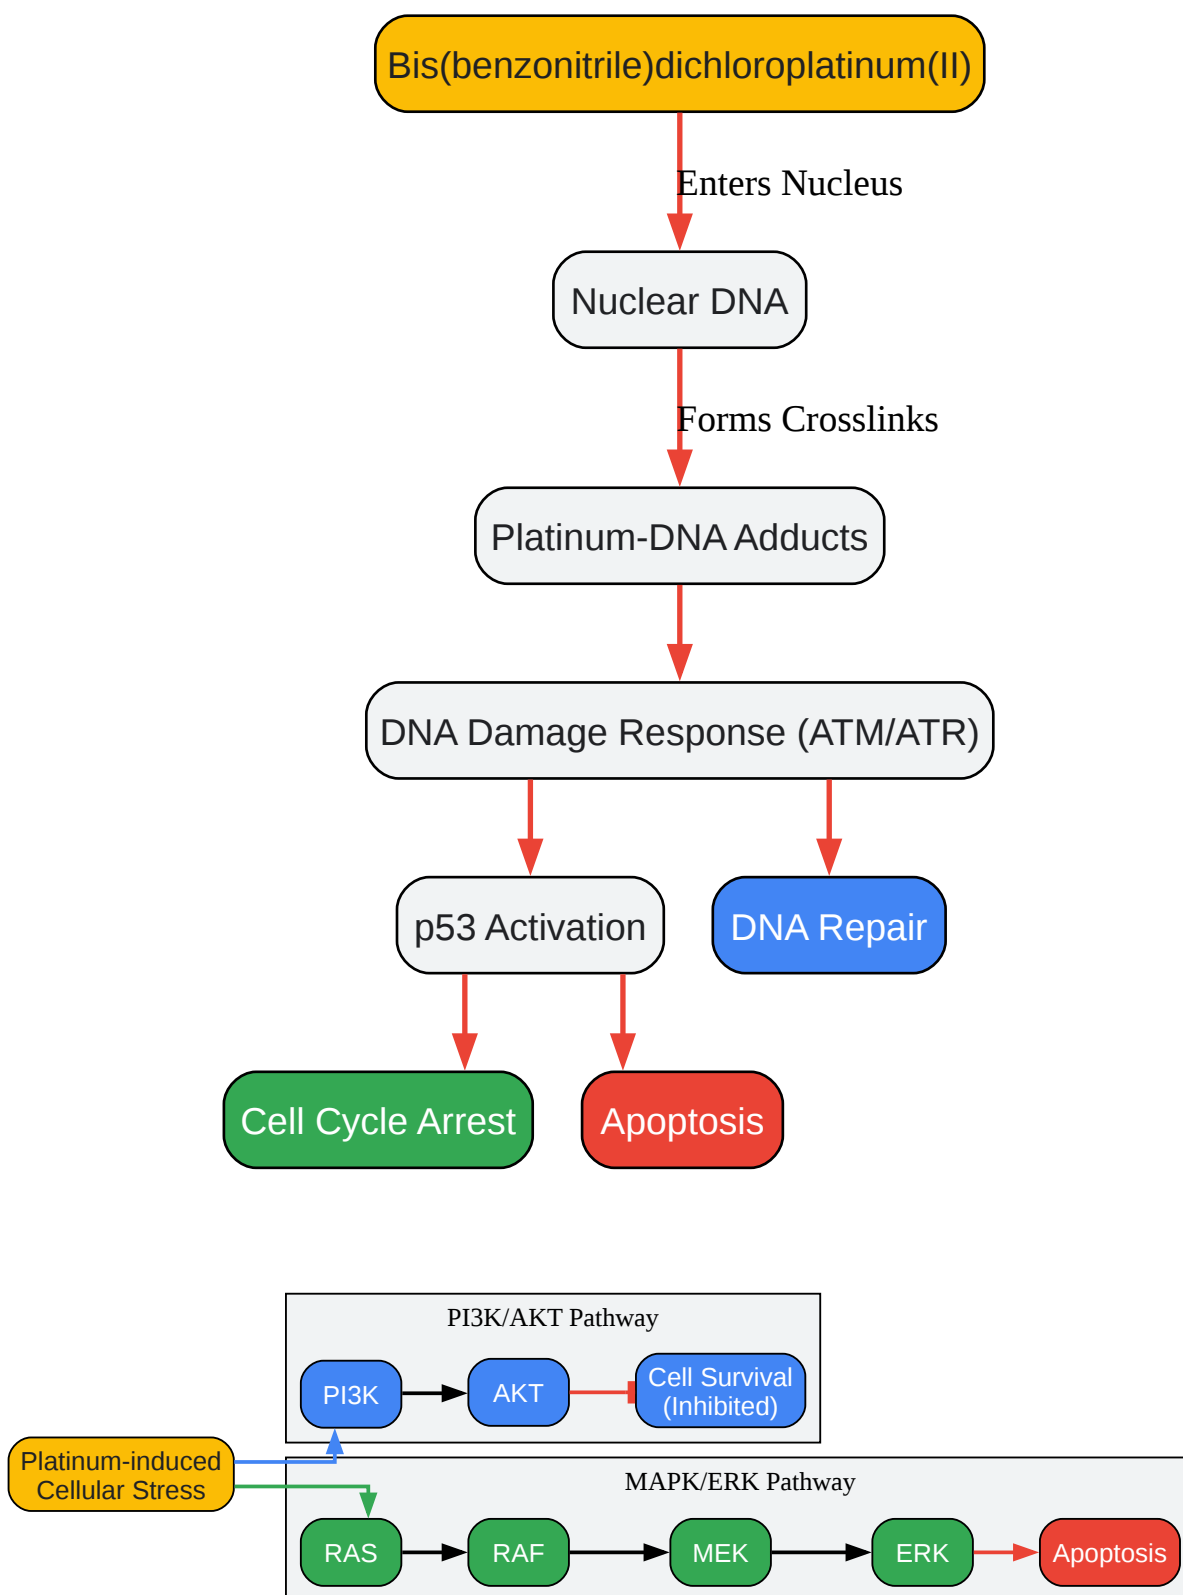 Bis(benzonitrile)dichloroplatinum(II)
Enters Nucleus
Nuclear DNA
Forms Crosslinks
Platinum-DNA Adducts
DNA Damage Response (ATM/ATR)
p53 Activation
DNA Repair
Cell Cycle Arrest
Apoptosis
PI3K/AKT Pathway
PI3K
AKT
Cell Survival
(Inhibited)
Platinum-induced
Cellular Stress
MAPK/ERK Pathway
RAS
RAF
MEK
ERK
Apoptosis